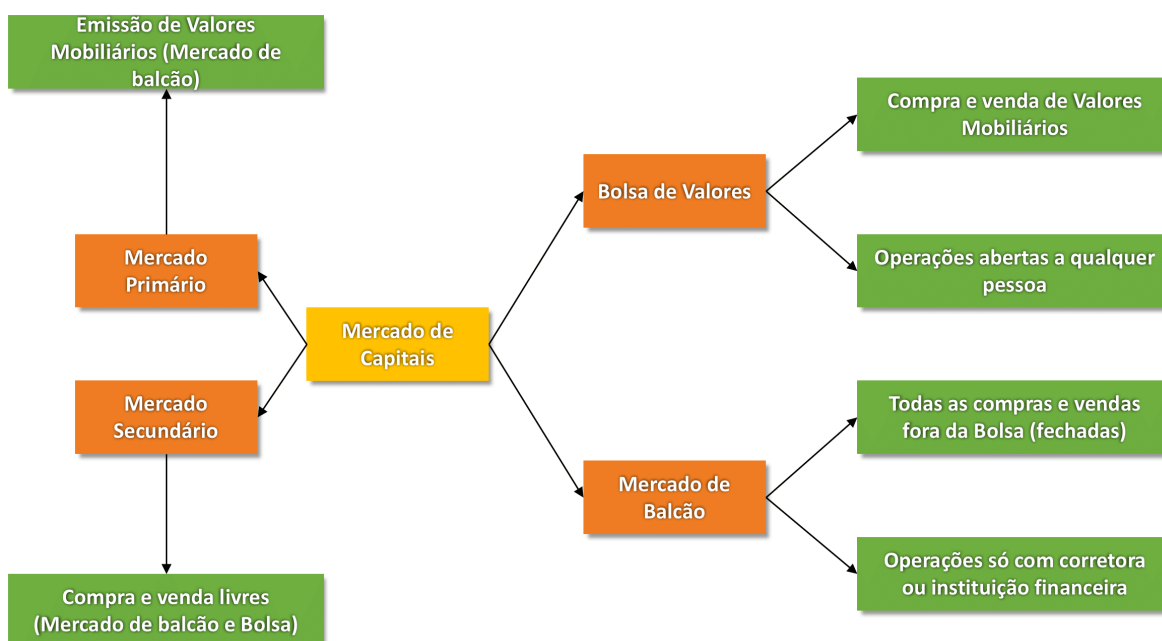 Emissão de Valores
Mobiliários (Mercado de
balcão)
Mercado
Primário
Mercado de
Capitais
Mercado
Secundário
Compra e venda livres
(Mercado de balcão e Bolsa)
Bolsa de Valores
Compra e venda de Valores
Mobiliários
Operações abertas a qualquer
pessoa
Mercado de
Balcão
Todas as compras e vendas
fora da Bolsa (fechadas)
Operações só com corretora
ou instituição financeira